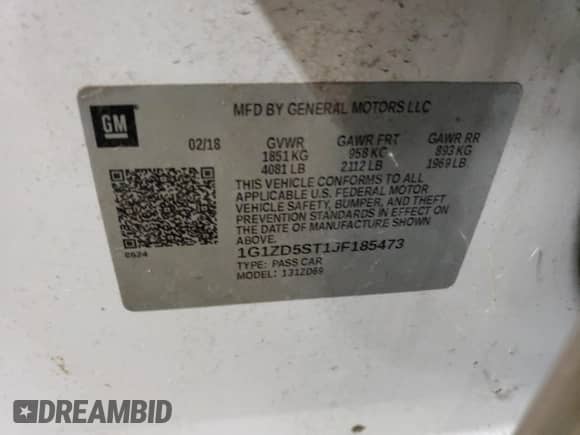 GM
MFD BY GENERAL MOTORS LLC
02/18 GVWR GAWR FRT GAWR RR
1851 KG 958 KG 893 KG
4081 LB 2112 LB 1969 LB
THIS VEHICLE CONFORMS TO ALL
APPLICABLE U.S. FEDERAL MOTOR
VEHICLE SAFETY, BUMPER, AND THEFT
PREVENTION STANDARDS IN EFFECT ON
THE DATE OF MANUFACTURE SHOWN
ABOVE.
1G1ZD5ST1JF185473
TYPE: PASS CAR
MODEL: 131ZD69
8624
DREAMBID